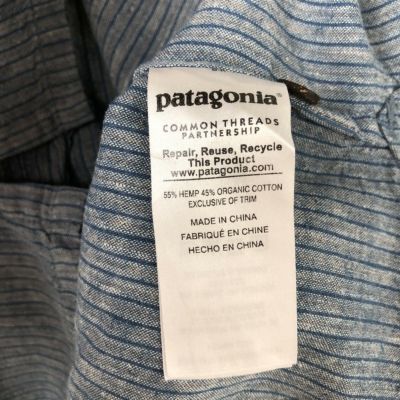 patagonia®
COMMON THREADS
PARTNERSHIP
Repair, Reuse, Recycle
This Product
www.patagonia.com
55% HEMP 45% ORGANIC COTTON
EXCLUSIVE OF TRIM
MADE IN CHINA
FABRIQUÉ EN CHINE
HECHO EN CHINA